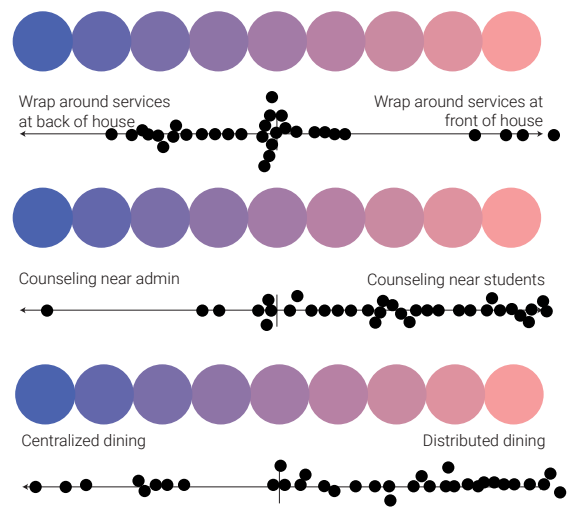 Wrap around services
at back of house
Wrap around services at
front of house
Counseling near admin
Counseling near students
Centralized dining
Distributed dining